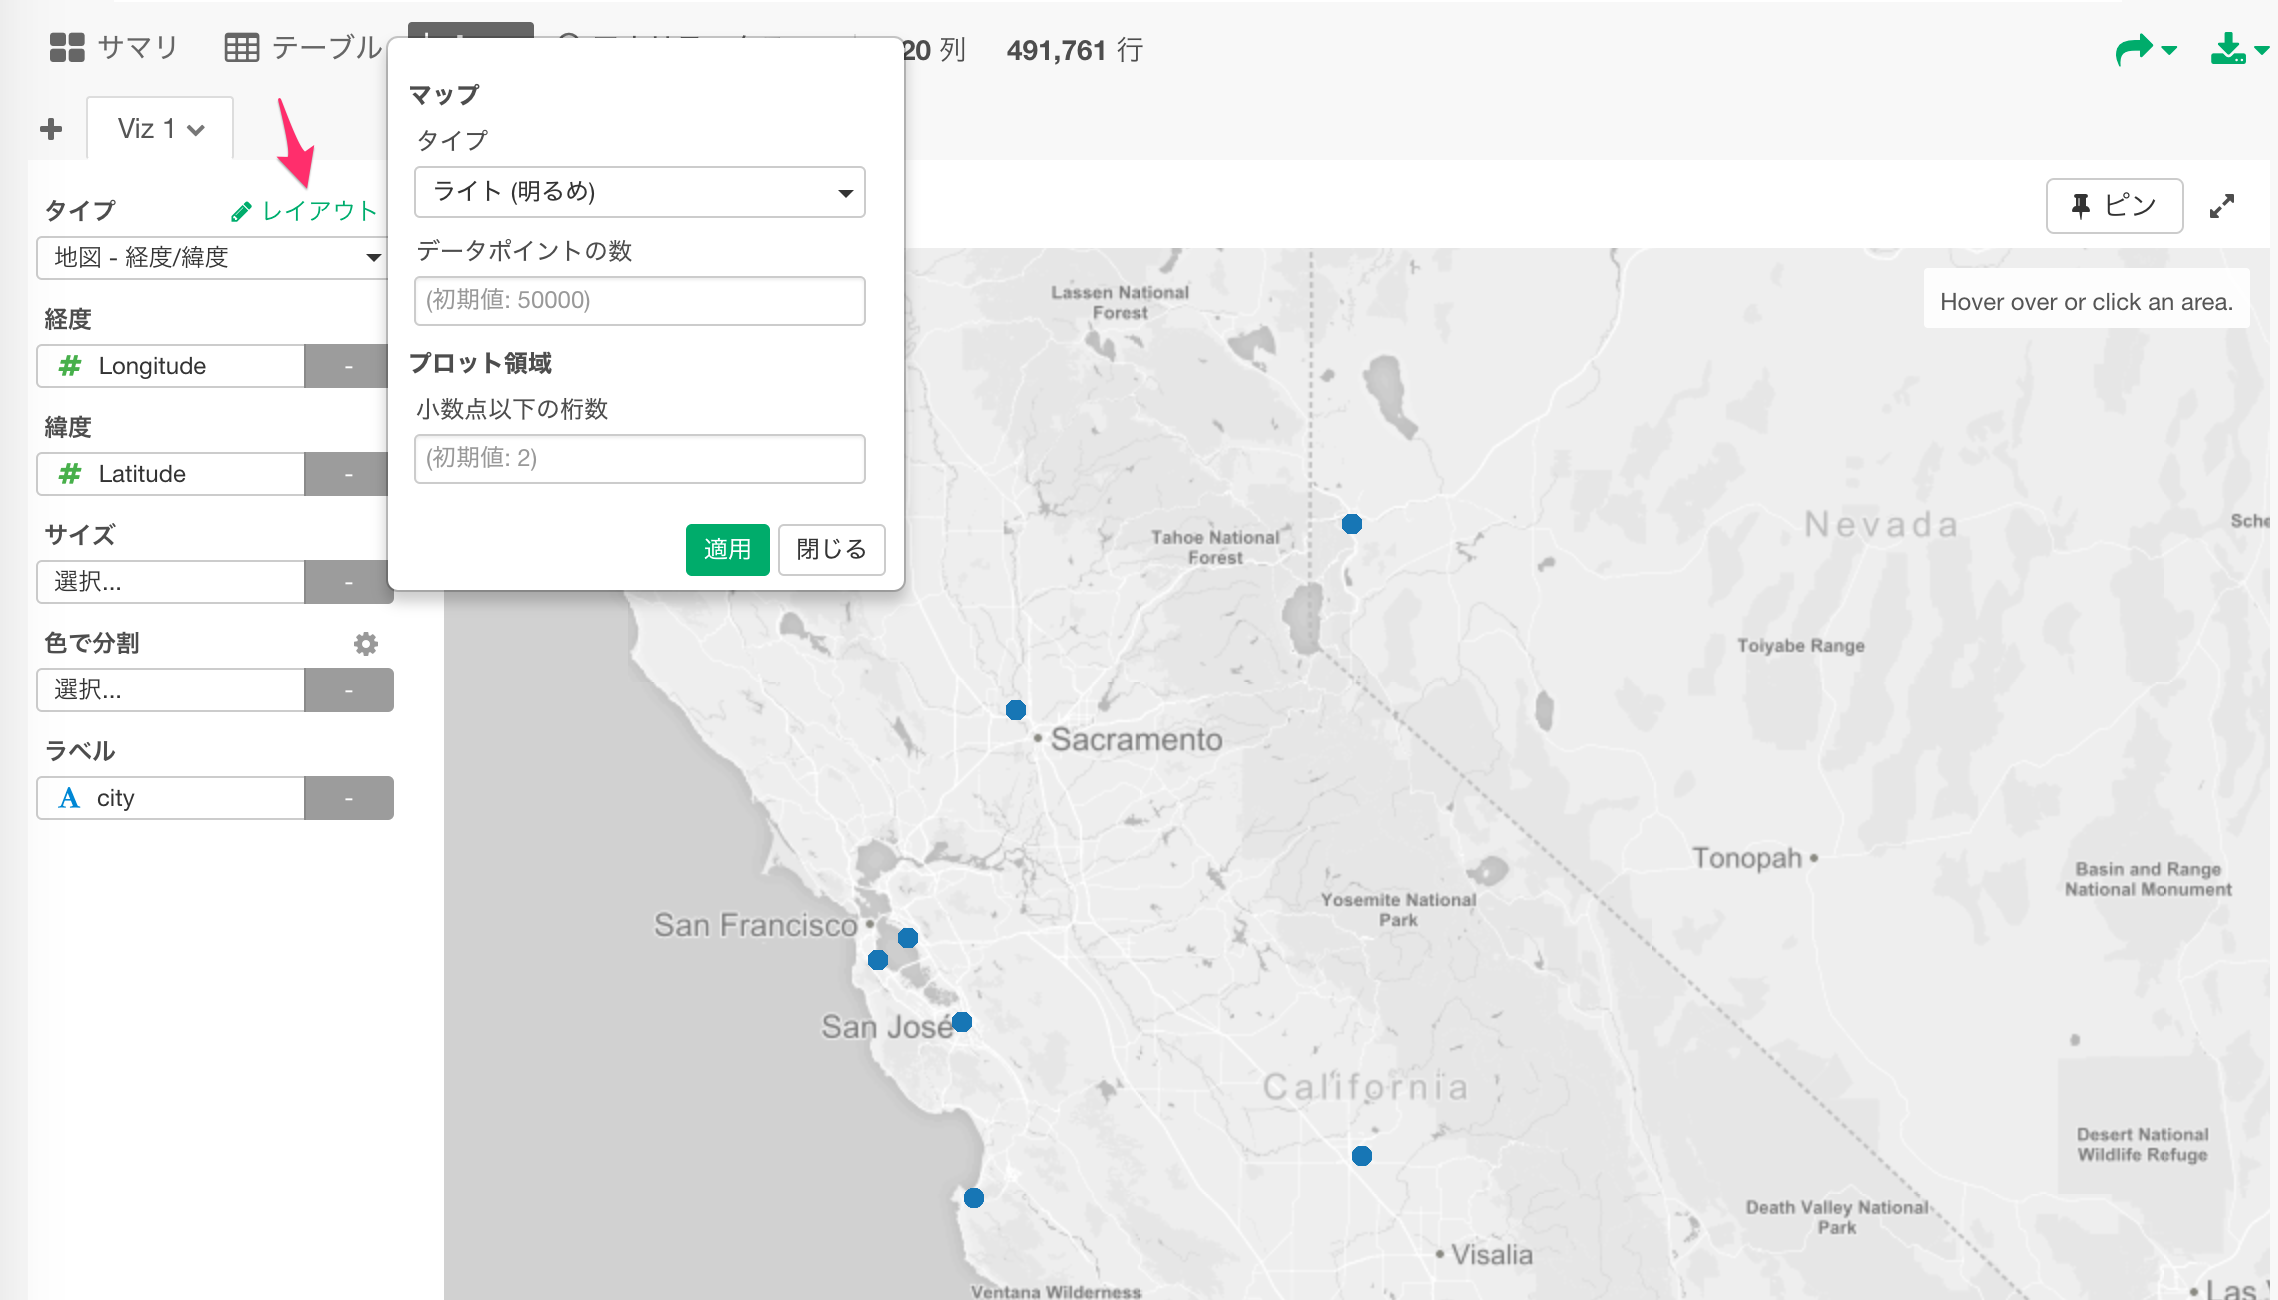 サマリ
テーブル
20 列
491,761 行
Viz 1
タイプ
レイアウト
地図 - 経度/緯度
経度
Longitude
-
緯度
Latitude
-
サイズ
選択...
-
色で分割
選択...
-
ラベル
city
-
マップ
タイプ
ライト (明るめ)
データポイントの数
(初期値: 50000)
プロット領域
小数点以下の桁数
(初期値: 2)
適用
閉じる
ピン
Hover over or click an area.
Lassen National
Forest
Tahoe National
Forest
Nevada
Sche
Toiyabe Range
Sacramento
Tonopah
Basin and Range
National Monument
Yosemite National
Park
San Francisco
San José
California
Desert National
Wildlife Refuge
Death Valley National
Park
Visalia
Ventana Wilderness
Las